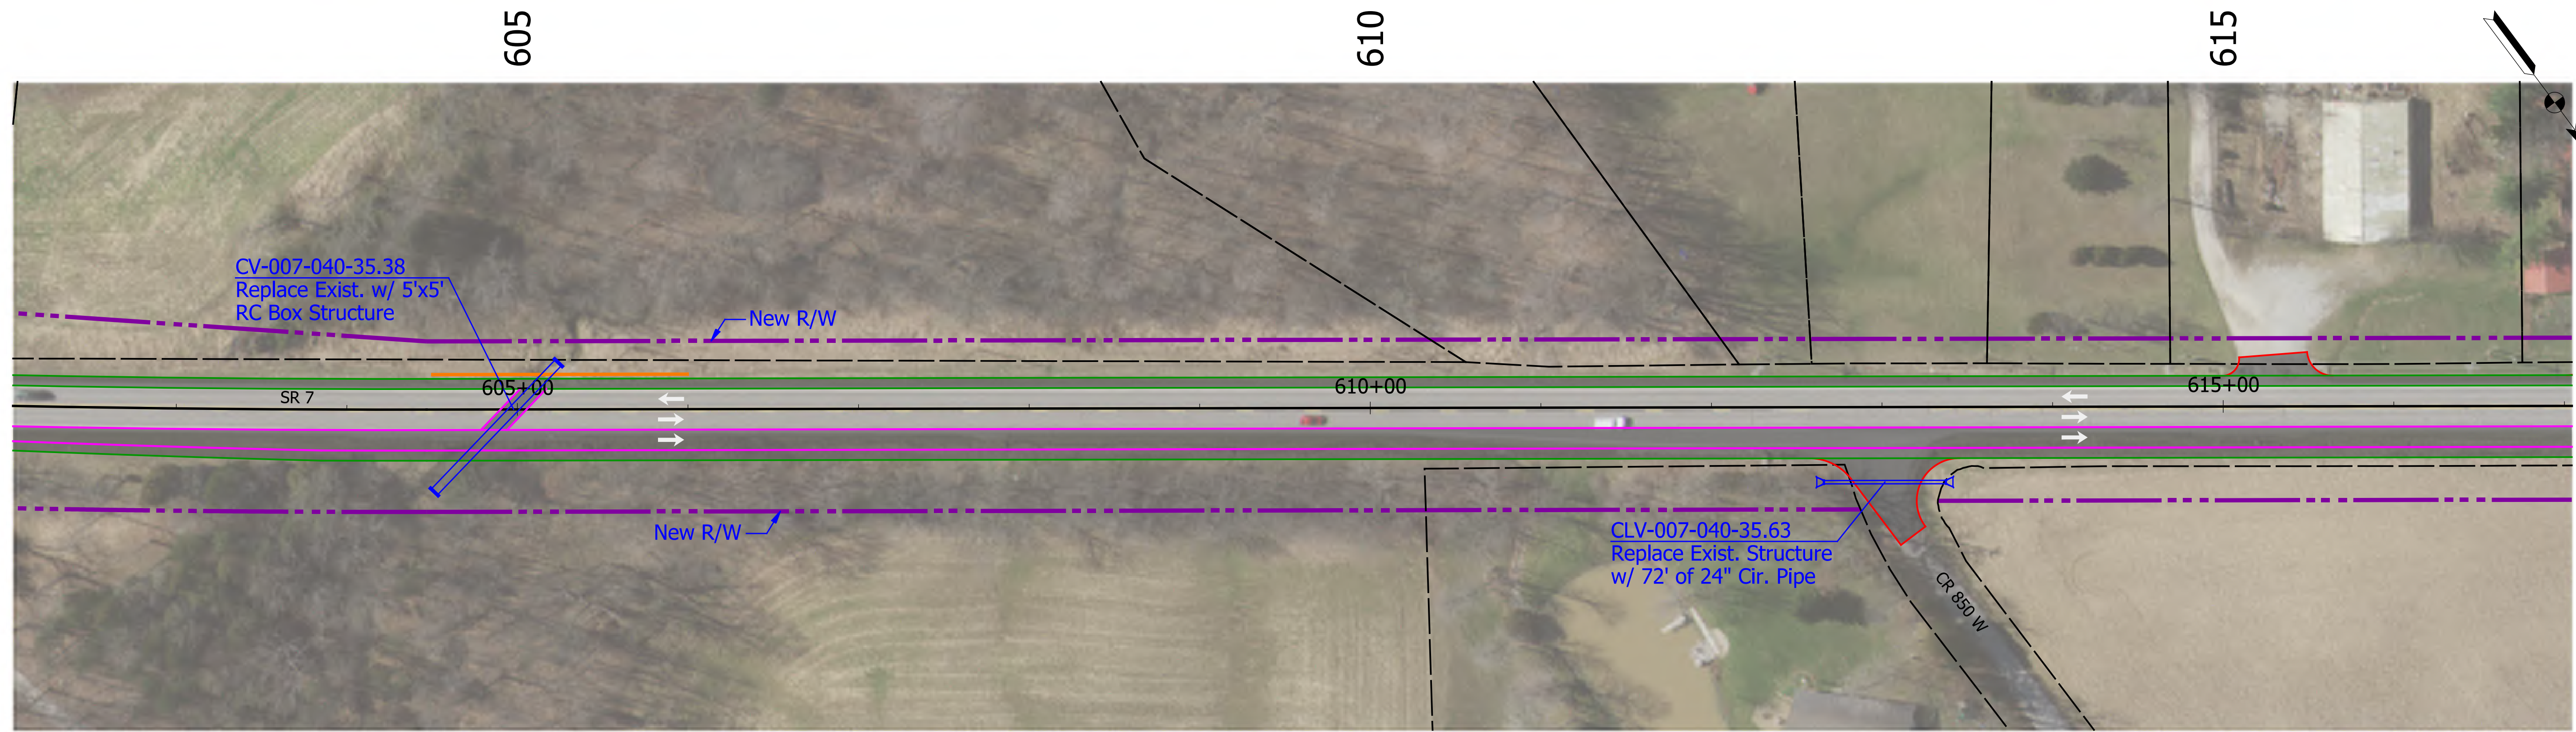 605
610
615
CV-007-040-35.38
Replace Exist. w/ 5'x5'
RC Box Structure
New R/W
605+00
610+00
615+00
SR 7
New R/W
CLV-007-040-35.63
Replace Exist. Structure
w/ 72' of 24" Cir. Pipe
CR 850 W